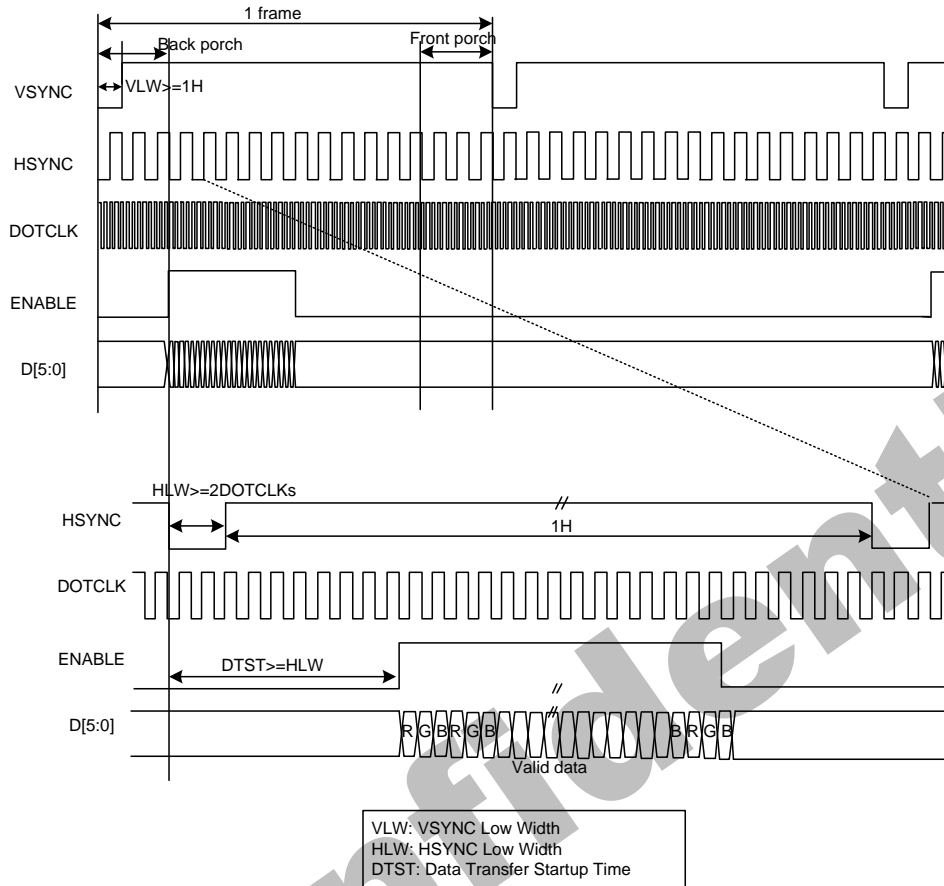 1 frame
Back porch
Front porch
VLW>=1H
VSYNC
HSYNC
DOTCLK
ENABLE
D[5:0]
HLW>=2DOTCLKs
HSYNC
//
1H
DOTCLK
ENABLE
DTST>=HLW
//
D[5:0]
//
R G B R G B B R G B
Valid data
VLW: VSYNC Low Width
HLW: HSYNC Low Width
DTST: Data Transfer Startup Time
nfident